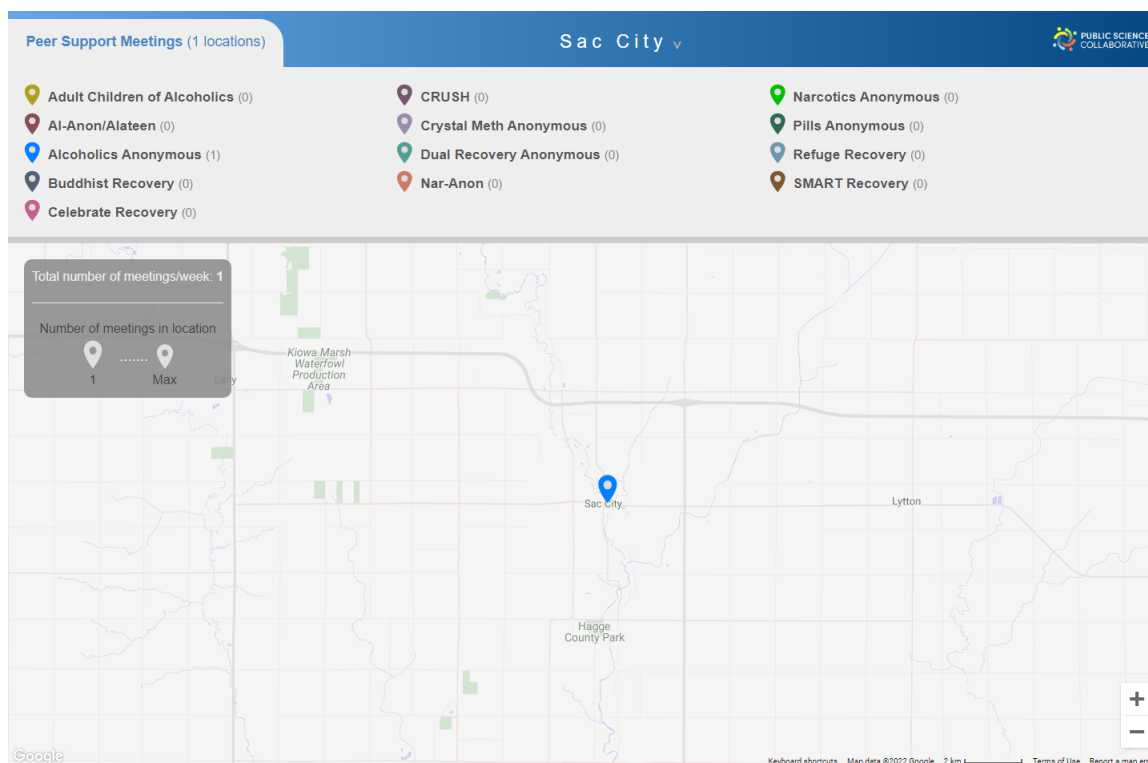 Peer Support Meetings (1 locations)
Sac City v
PUBLIC SCIENCE
COLLABORATIVE
Adult Children of Alcoholics (0)
Al-Anon/Alateen (0)
Alcoholics Anonymous (1)
Buddhist Recovery (0)
Celebrate Recovery (0)
CRUSH (0)
Crystal Meth Anonymous (0)
Dual Recovery Anonymous (0)
Nar-Anon (0)
Narcotics Anonymous (0)
Pills Anonymous (0)
Refuge Recovery (0)
SMART Recovery (0)
Total number of meetings/week: 1
Number of meetings in location
1 ....... Max
Early
Kiowa Marsh
Waterfowl
Production
Area
Sac City
Lytton
Hagge
County Park
+
−
Google
Keyboard shortcuts Map data ©2022 Google 2 km Terms of Use Report a map er